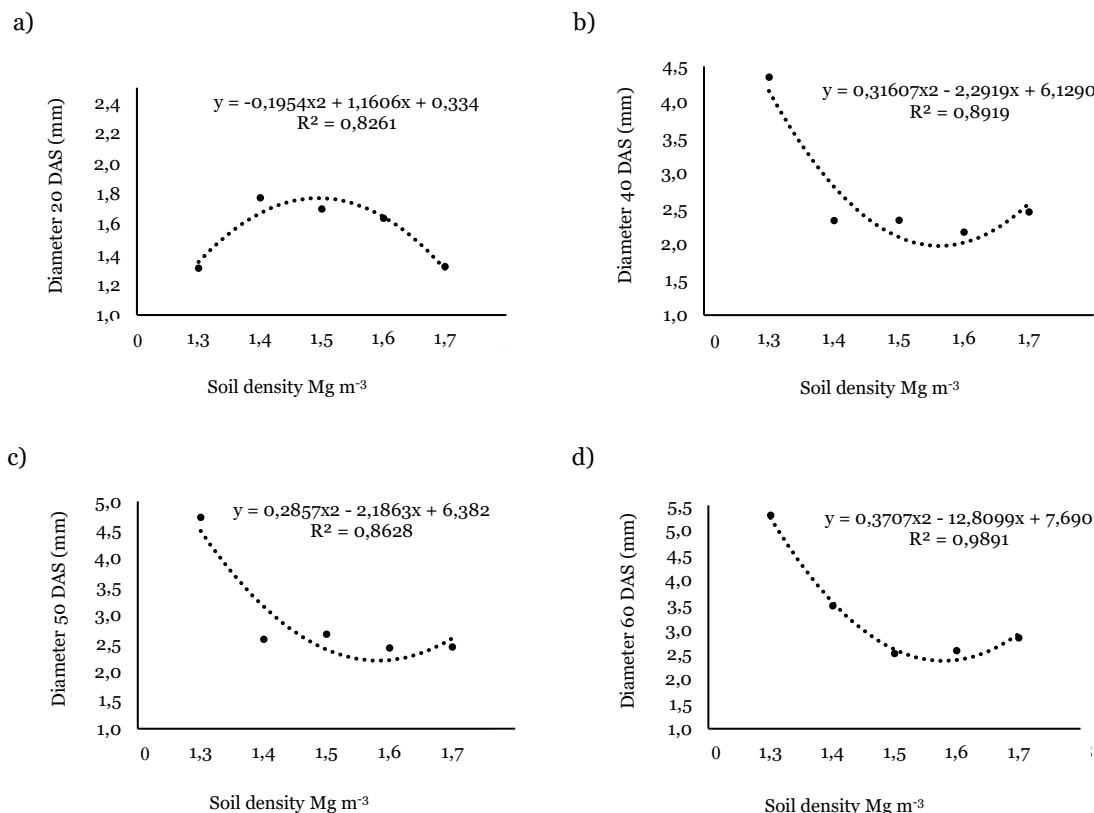 a)
Diameter 20 DAS (mm)
y = -0,1954x2 + 1,1606x + 0,334
R² = 0,8261
2,4
2,2
2,0
1,8
1,6
1,4
1,2
1,0
0 1,3 1,4 1,5 1,6 1,7
Soil density Mg m⁻³
b)
Diameter 40 DAS (mm)
y = 0,31607x2 - 2,2919x + 6,1290
R² = 0,8919
4,5
4,0
3,5
3,0
2,5
2,0
1,0
0 1,3 1,4 1,5 1,6 1,7
Soil density Mg m⁻³
c)
Diameter 50 DAS (mm)
y = 0,2857x2 - 2,1863x + 6,382
R² = 0,8628
5,0
4,5
4,0
3,5
3,0
2,5
2,0
1,5
1,0
0 1,3 1,4 1,5 1,6 1,7
Soil density Mg m⁻³
d)
Diameter 60 DAS (mm)
y = 0,3707x2 - 12,8099x + 7,690
R² = 0,9891
5,5
5,0
4,5
4,0
3,5
3,0
2,5
2,0
1,5
1,0
0 1,3 1,4 1,5 1,6 1,7
Soil density Mg m⁻³